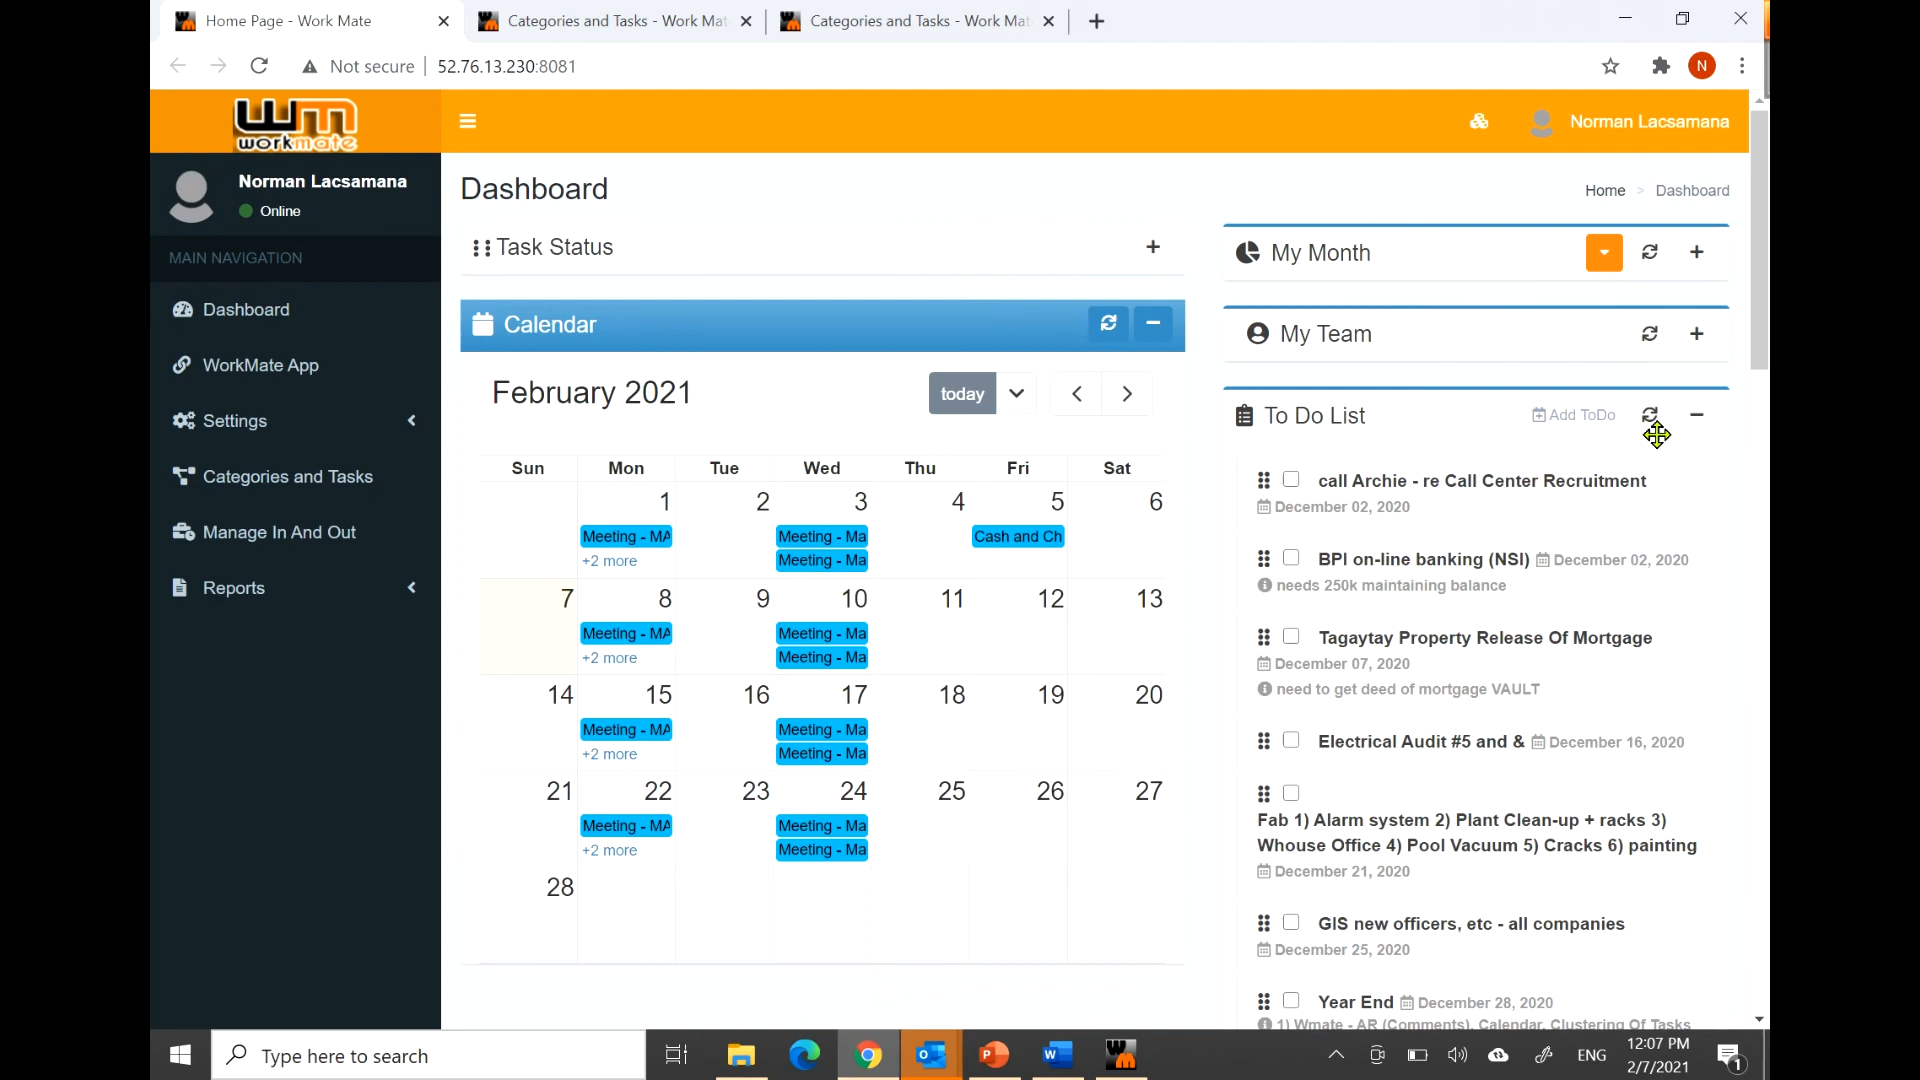 Home Page - Work Mate
Categories and Tasks - Work Mat
Categories and Tasks - Work Mat
Not secure
52.76.13.230:8081
wm
workmate
Norman Lacsamana
Norman Lacsamana
Online
MAIN NAVIGATION
Dashboard
WorkMate App
Settings
Categories and Tasks
Manage In And Out
Reports
Dashboard
Home > Dashboard
Task Status
Calendar
February 2021
today
Sun Mon Tue Wed Thu Fri Sat
1 2 3 4 5 6
Meeting - MA Meeting - Ma Cash and Ch
+2 more Meeting - Ma
7 8 9 10 11 12 13
Meeting - MA Meeting - Ma
+2 more Meeting - Ma
14 15 16 17 18 19 20
Meeting - MA Meeting - Ma
+2 more Meeting - Ma
21 22 23 24 25 26 27
Meeting - MA Meeting - Ma
+2 more Meeting - Ma
28
My Month
My Team
To Do List
Add ToDo
call Archie - re Call Center Recruitment
December 02, 2020
BPI on-line banking (NSI) December 02, 2020
needs 250k maintaining balance
Tagaytay Property Release Of Mortgage
December 07, 2020
need to get deed of mortgage VAULT
Electrical Audit #5 and & December 16, 2020
Fab 1) Alarm system 2) Plant Clean-up + racks 3)
Whouse Office 4) Pool Vacuum 5) Cracks 6) painting
December 21, 2020
GIS new officers, etc - all companies
December 25, 2020
Year End December 28, 2020
1) Wmate - AR (Comments), Calendar, Clustering Of Tasks
Type here to search
ENG
12:07 PM
2/7/2021
1
N